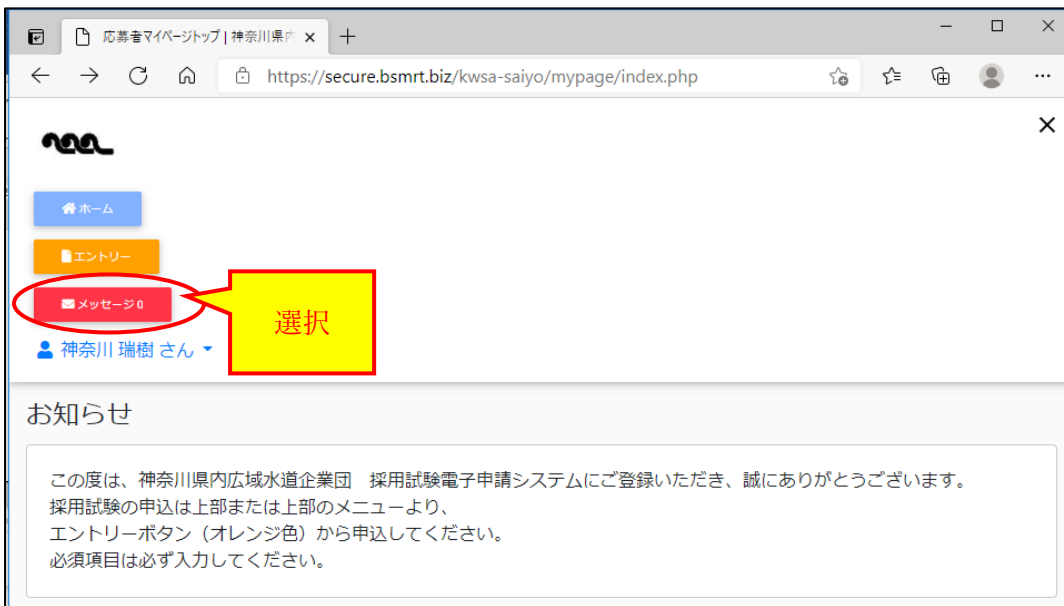 応募者マイページトップ | 神奈川県内
https://secure.bsmrt.biz/kwsa-saiyo/mypage/index.php
ホーム
エントリー
メッセージ 0
選択
神奈川 瑞樹 さん
お知らせ
この度は、神奈川県内広域水道企業団　採用試験電子申請システムにご登録いただき、誠にありがとうございます。
採用試験の申込は上部または上部のメニューより、
エントリーボタン（オレンジ色）から申込してください。
必須項目は必ず入力してください。